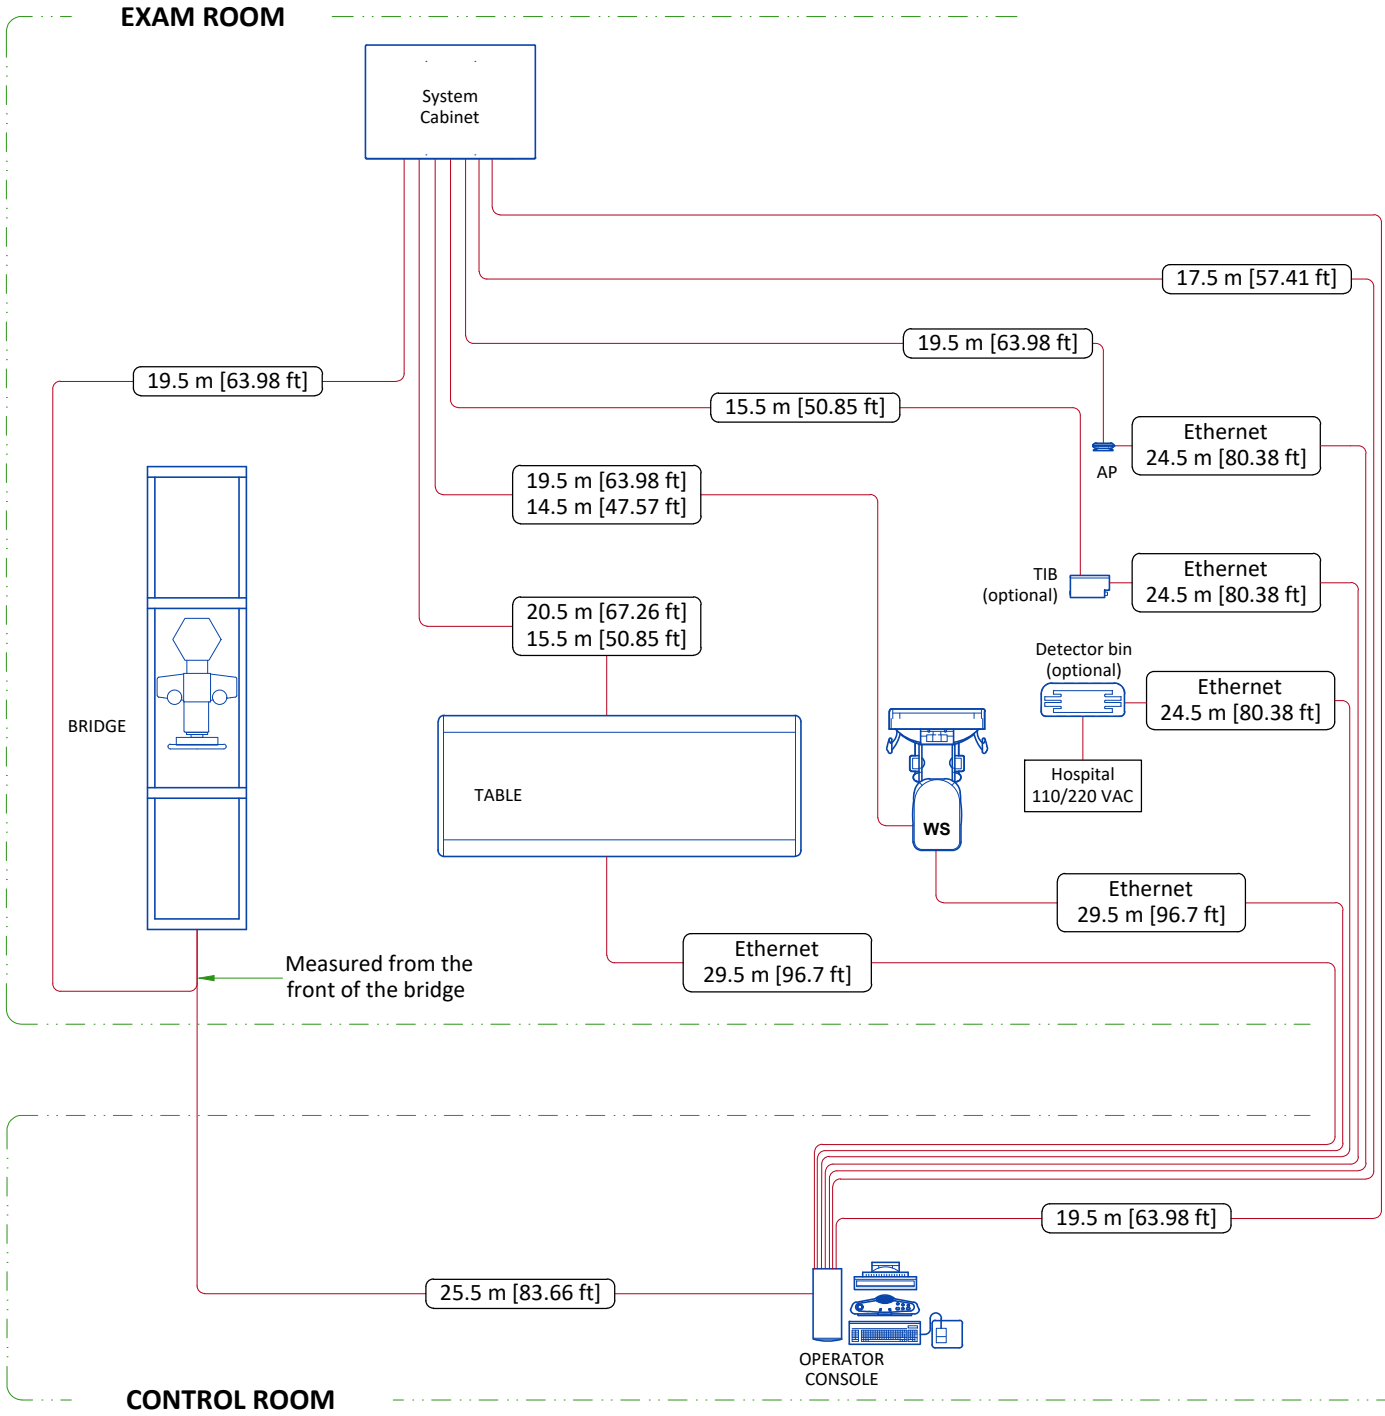 EXAM ROOM
System
Cabinet
17.5 m [57.41 ft]
19.5 m [63.98 ft]
19.5 m [63.98 ft]
15.5 m [50.85 ft]
Ethernet
24.5 m [80.38 ft]
AP
19.5 m [63.98 ft]
14.5 m [47.57 ft]
TIB
(optional)
Ethernet
24.5 m [80.38 ft]
20.5 m [67.26 ft]
15.5 m [50.85 ft]
Detector bin
(optional)
Ethernet
24.5 m [80.38 ft]
BRIDGE
Hospital
110/220 VAC
TABLE
WS
Ethernet
29.5 m [96.7 ft]
Ethernet
29.5 m [96.7 ft]
Measured from the
front of the bridge
19.5 m [63.98 ft]
25.5 m [83.66 ft]
OPERATOR
CONSOLE
CONTROL ROOM